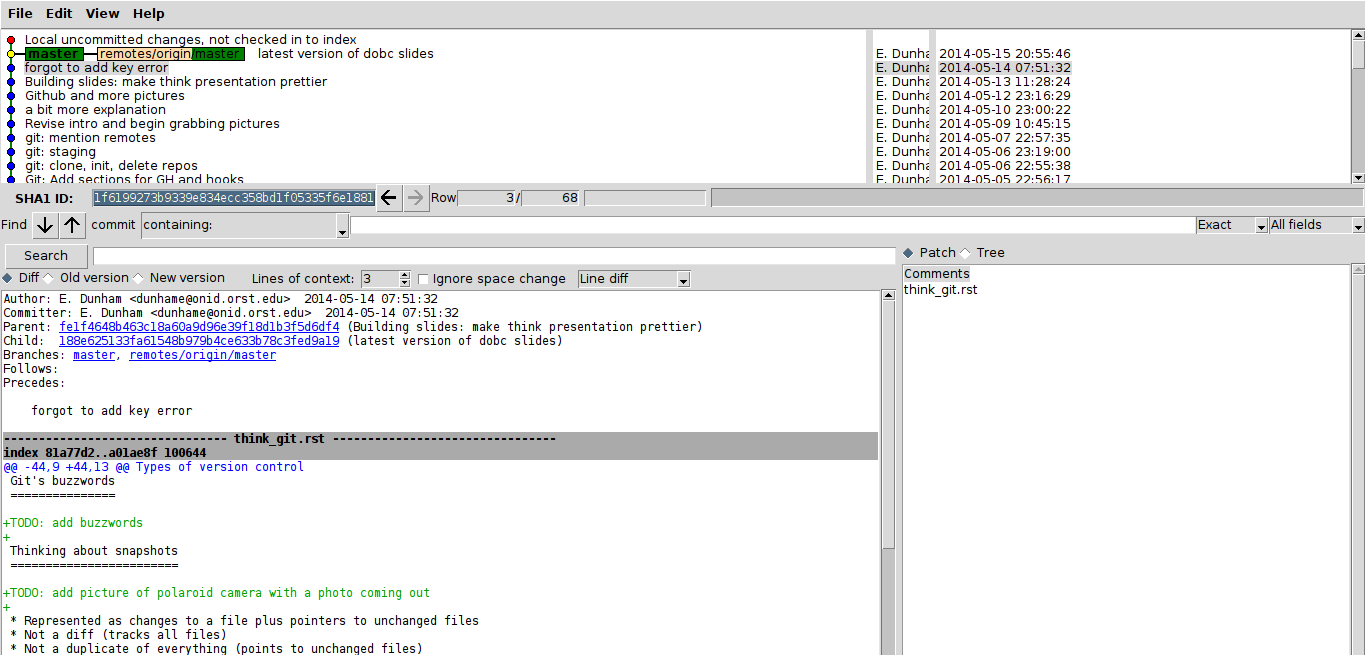 File Edit View Help
Local uncommitted changes, not checked in to index
master remotes/origin/master latest version of dobc slides E. Dunha 2014-05-15 20:55:46
forgot to add key error E. Dunha 2014-05-14 07:51:32
Building slides: make think presentation prettier E. Dunha 2014-05-13 11:28:24
Github and more pictures E. Dunha 2014-05-12 23:16:29
a bit more explanation E. Dunha 2014-05-10 23:00:22
Revise intro and begin grabbing pictures E. Dunha 2014-05-09 10:45:15
git: mention remotes E. Dunha 2014-05-07 22:57:35
git: staging E. Dunha 2014-05-06 23:19:00
git: clone, init, delete repos E. Dunha 2014-05-06 22:55:38
Git: Add sections for GH and hooks E. Dunha 2014-05-05 22:56:17
SHA1 ID: 1f6199273b9339e834ecc358bd1f05335f6e1881 Row 3/ 68
Find commit containing: Exact All fields
Search Patch Tree
Diff Old version New version Lines of context: 3 Ignore space change Line diff
Comments
think_git.rst
Author: E. Dunham <dunhame@onid.orst.edu> 2014-05-14 07:51:32
Committer: E. Dunham <dunhame@onid.orst.edu> 2014-05-14 07:51:32
Parent: fe1f4648b463c18a60a9d96e39f18d1b3f5d6df4 (Building slides: make think presentation prettier)
Child: 188e625133fa61548b979b4ce633b78c3fed9a19 (latest version of dobc slides)
Branches: master, remotes/origin/master
Follows:
Precedes:
forgot to add key error
-------------------------------- think_git.rst --------------------------------
index 81a77d2..a01ae8f 100644
@@ -44,9 +44,13 @@ Types of version control
Git's buzzwords
===============
+TODO: add buzzwords
+
Thinking about snapshots
========================
+TODO: add picture of polaroid camera with a photo coming out
+
* Represented as changes to a file plus pointers to unchanged files
* Not a diff (tracks all files)
* Not a duplicate of everything (points to unchanged files)